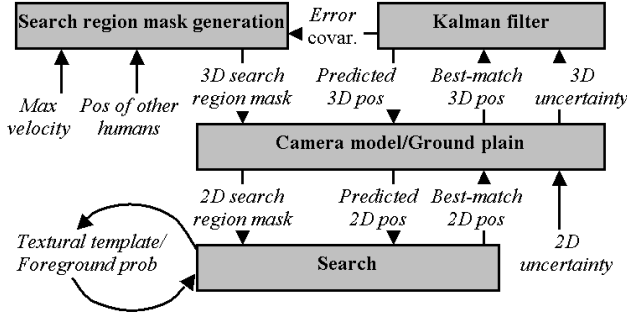 Search region mask generation
Error
covar.
Kalman filter
Max
velocity
Pos of other
humans
3D search
region mask
Predicted
3D pos
Best-match
3D pos
3D
uncertainty
Camera model/Ground plain
2D search
region mask
Predicted
2D pos
Best-match
2D pos
2D
uncertainty
Textural template/
Foreground prob
Search